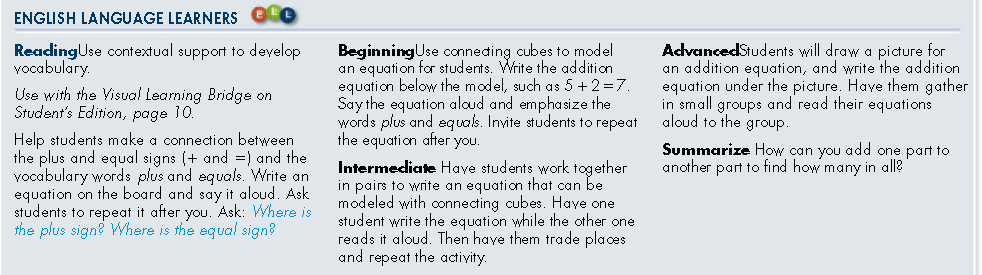 ENGLISH LANGUAGE LEARNERS ELL
Reading Use contextual support to develop
vocabulary.
Use with the Visual Learning Bridge on
Student's Edition, page 10.
Help students make a connection between
the plus and equal signs (+ and =) and the
vocabulary words plus and equals. Write an
equation on the board and say it aloud. Ask
students to repeat it after you. Ask: Where is
the plus sign? Where is the equal sign?
Beginning Use connecting cubes to model
an equation for students. Write the addition
equation below the model, such as 5 + 2 = 7.
Say the equation aloud and emphasize the
words plus and equals. Invite students to repeat
the equation after you.
Intermediate Have students work together
in pairs to write an equation that can be
modeled with connecting cubes. Have one
student write the equation while the other one
reads it aloud. Then have them trade places
and repeat the activity.
Advanced Students will draw a picture for
an addition equation, and write the addition
equation under the picture. Have them gather
in small groups and read their equations
aloud to the group.
Summarize How can you add one part to
another part to find how many in all?